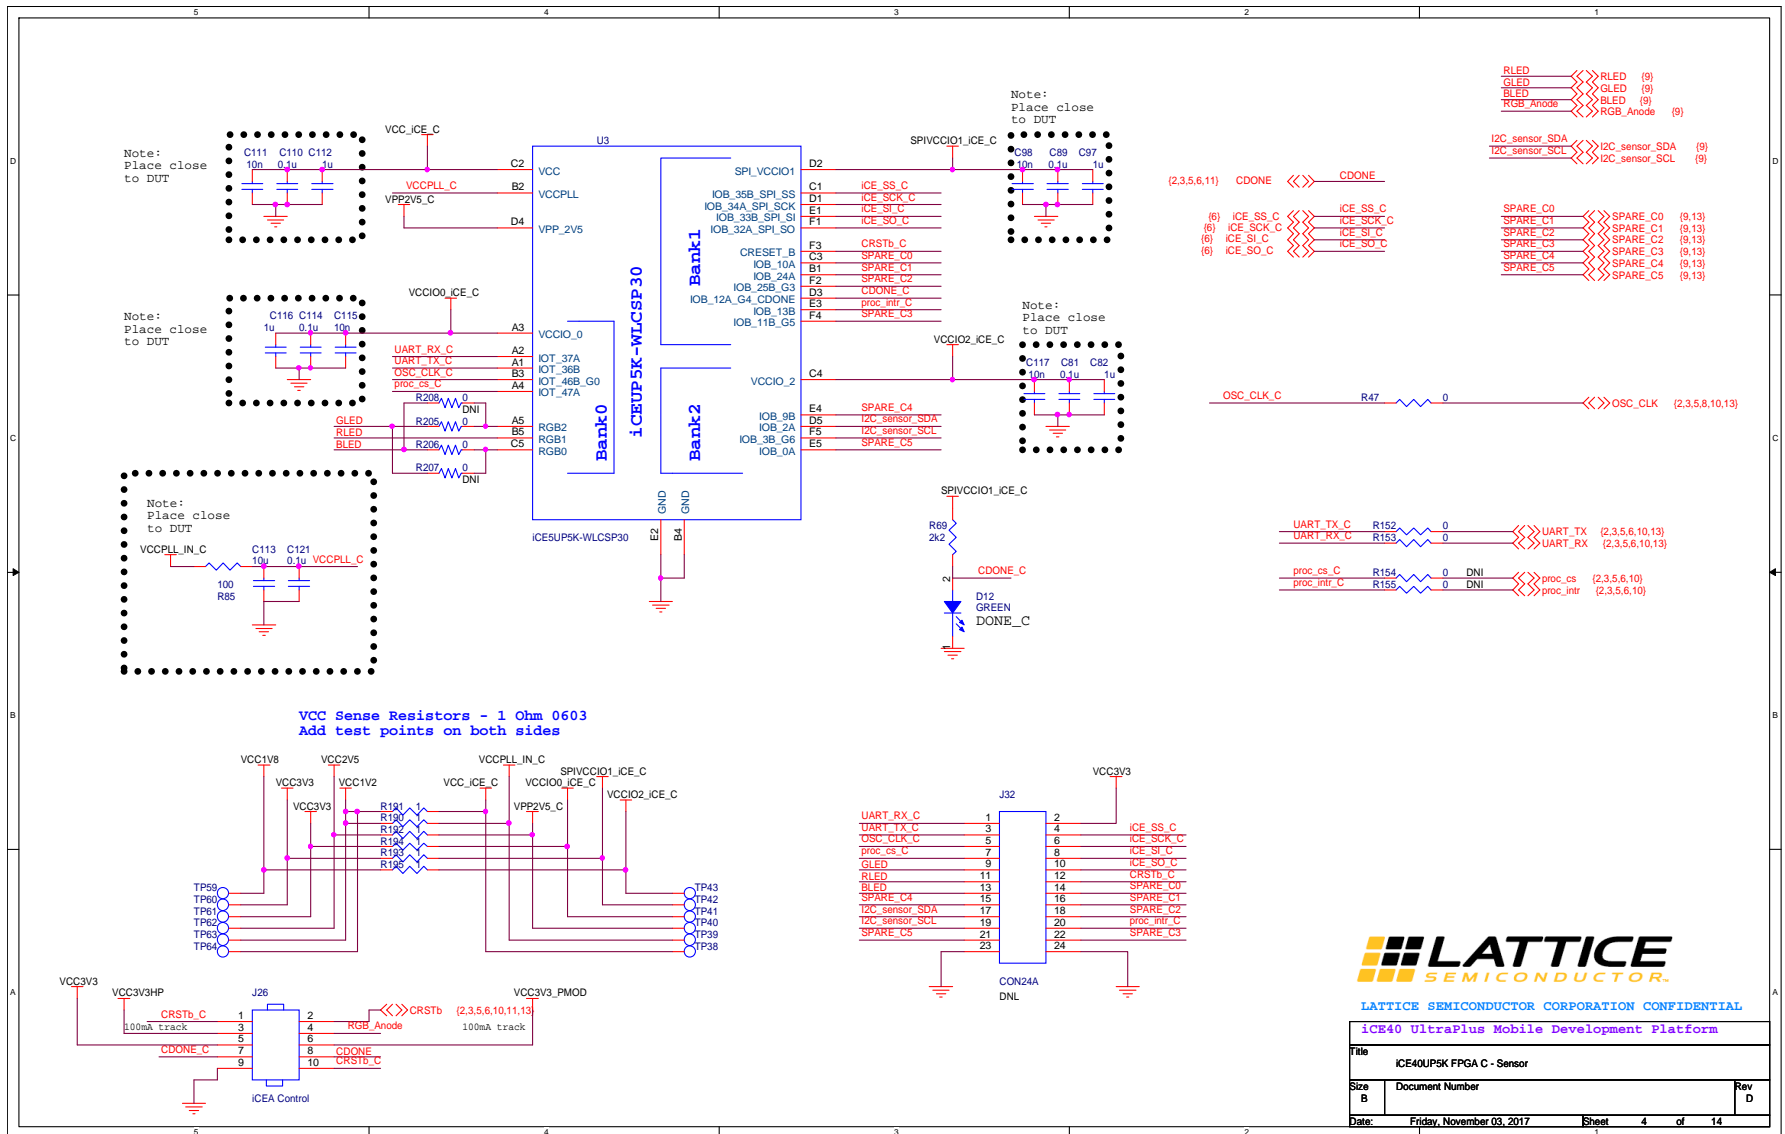 5 4 3 2 1
D
C
B
A
RLED RLED {9}
GLED GLED {9}
BLED BLED {9}
RGB_Anode RGB_Anode {9}
I2C_sensor_SDA I2C_sensor_SDA {9}
I2C_sensor_SCL I2C_sensor_SCL {9}
{2,3,5,6,11} CDONE CDONE
{6} iCE_SS_C iCE_SS_C
{6} iCE_SCK_C iCE_SCK_C
{6} iCE_SI_C iCE_SI_C
{6} iCE_SO_C iCE_SO_C
SPARE_C0 SPARE_C0 {9,13}
SPARE_C1 SPARE_C1 {9,13}
SPARE_C2 SPARE_C2 {9,13}
SPARE_C3 SPARE_C3 {9,13}
SPARE_C4 SPARE_C4 {9,13}
SPARE_C5 SPARE_C5 {9,13}
Note:
Place close
to DUT
C111 C110 C112
10n 0.1u 1u
VCC_iCE_C
VCCPLL_C
VPP2V5_C
U3
C2 VCC
B2 VCCPLL
D4 VPP_2V5
iCEUP5K-WLCSP30
Bank1
Bank0
Bank2
SPI_VCCIO1 D2
IOB_35B_SPI_SS C1 iCE_SS_C
IOB_34A_SPI_SCK D1 iCE_SCK_C
IOB_33B_SPI_SI E1 iCE_SI_C
IOB_32A_SPI_SO F1 iCE_SO_C
CRESET_B F3 CRSTb_C
IOB_10A C3 SPARE_C0
IOB_24A B1 SPARE_C1
IOB_25B_G3 F2 SPARE_C2
IOB_12A_G4_CDONE D3 CDONE_C
IOB_13B E3 proc_intr_C
IOB_11B_G5 F4 SPARE_C3
VCCIO_2 C4
IOB_9B E4 SPARE_C4
IOB_2A D5 I2C_sensor_SDA
IOB_3B_G6 F5 I2C_sensor_SCL
IOB_0A E5 SPARE_C5
SPIVCCIO1_iCE_C
Note:
Place close
to DUT
C98 C89 C97
10n 0.1u 1u
VCCIO2_iCE_C
Note:
Place close
to DUT
C117 C81 C82
10n 0.1u 1u
Note:
Place close
to DUT
C116 C114 C115
1u 0.1u 10n
VCCIO0_iCE_C
A3 VCCIO_0
UART_RX_C A2 IOT_37A
UART_TX_C A1 IOT_36B
OSC_CLK_C B3 IOT_46B_G0
proc_cs_C A4 IOT_47A
R208 0
DNI
GLED R205 0 A5 RGB2
RLED B5 RGB1
BLED R206 0 C5 RGB0
R207 0
DNI
GND GND
E2 B4
iCE5UP5K-WLCSP30
Note:
Place close
to DUT
VCCPLL_IN_C
C113 C121
10u 0.1u
VCCPLL_C
100
R85
SPIVCCIO1_iCE_C
R69
2k2
2
CDONE_C
D12
GREEN
DONE_C
1
OSC_CLK_C R47 0 OSC_CLK {2,3,5,8,10,13}
UART_TX_C R152 0 UART_TX {2,3,5,6,10,13}
UART_RX_C R153 0 UART_RX {2,3,5,6,10,13}
proc_cs_C R154 0 DNI proc_cs {2,3,5,6,10}
proc_intr_C R155 0 DNI proc_intr {2,3,5,6,10}
VCC Sense Resistors - 1 Ohm 0603
Add test points on both sides
VCC1V8 VCC2V5 VCCPLL_IN_C
SPIVCCIO1_iCE_C
VCC3V3 VCC1V2 VCC_iCE_C VCCIO0_iCE_C
VCCIO2_iCE_C
VCC3V3 VPP2V5_C
R191 1
R190 1
R192 1
R194 1
R193 1
R195 1
TP59 TP43
TP60 TP42
TP61 TP41
TP62 TP40
TP63 TP39
TP64 TP38
VCC3V3
J32
UART_RX_C 1 2
UART_TX_C 3 4 iCE_SS_C
OSC_CLK_C 5 6 iCE_SCK_C
proc_cs_C 7 8 iCE_SI_C
GLED 9 10 iCE_SO_C
RLED 11 12 CRSTb_C
BLED 13 14 SPARE_C0
SPARE_C4 15 16 SPARE_C1
I2C_sensor_SDA 17 18 SPARE_C2
I2C_sensor_SCL 19 20 proc_intr_C
SPARE_C5 21 22 SPARE_C3
23 24
CON24A
DNL
VCC3V3
VCC3V3HP
J26
VCC3V3_PMOD
CRSTb_C 1 2 CRSTb {2,3,5,6,10,11,13}
100mA track 3 4 RGB_Anode 100mA track
5 6
CDONE_C 7 8 CDONE
9 10 CRSTb_C
iCEA Control
LATTICE
SEMICONDUCTOR
LATTICE SEMICONDUCTOR CORPORATION CONFIDENTIAL
iCE40 UltraPlus Mobile Development Platform
Title
iCE40UP5K FPGA C - Sensor
Size Document Number Rev
B D
Date: Friday, November 03, 2017 Sheet 4 of 14
5 4 3 2 1